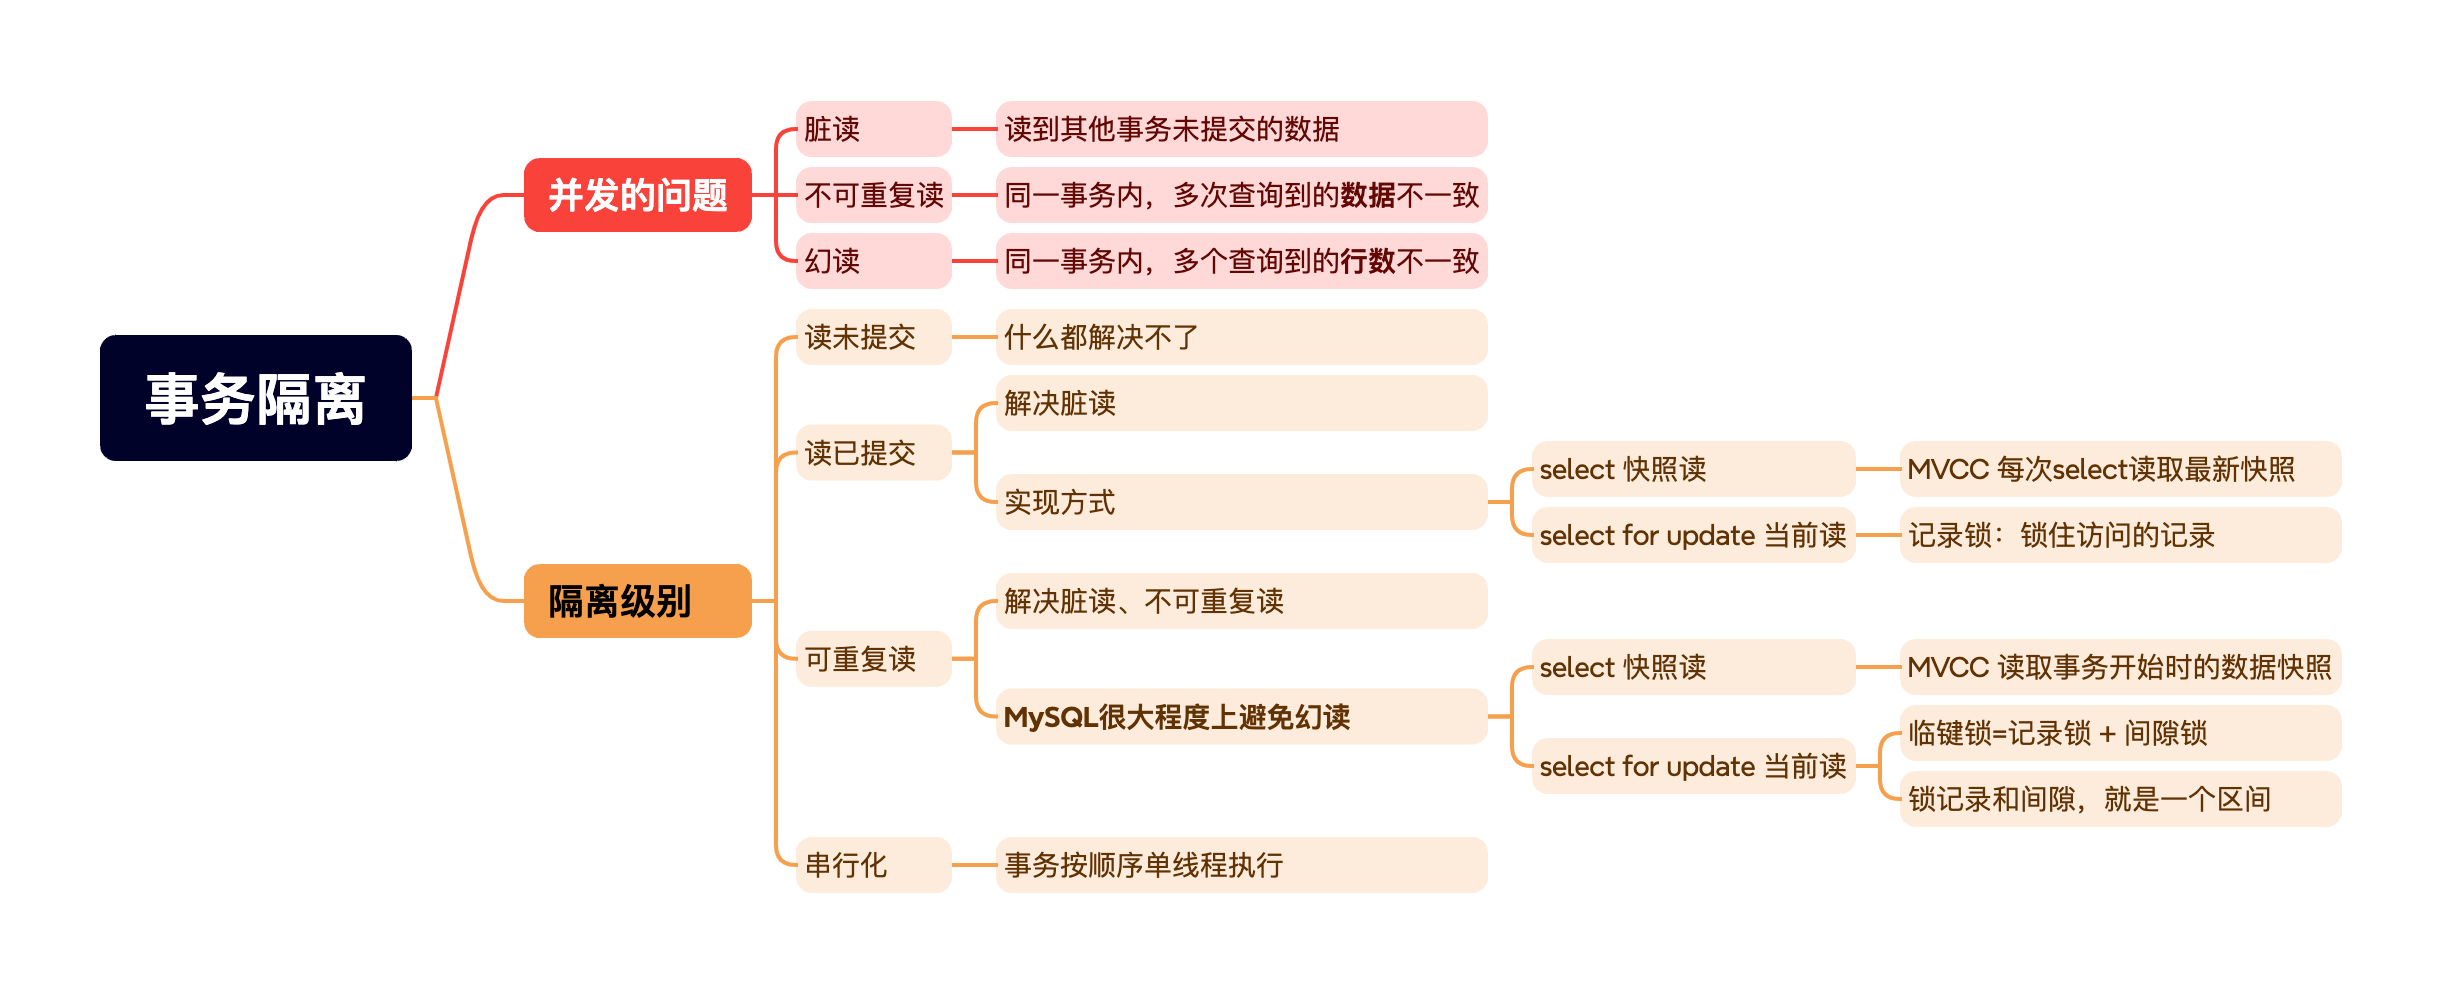 事务隔离
并发的问题
脏读
读到其他事务未提交的数据
不可重复读
同一事务内，多次查询到的数据不一致
幻读
同一事务内，多个查询到的行数不一致
隔离级别
读未提交
什么都解决不了
读已提交
解决脏读
实现方式
select 快照读
MVCC 每次select读取最新快照
select for update 当前读
记录锁：锁住访问的记录
可重复读
解决脏读、不可重复读
MySQL很大程度上避免幻读
select 快照读
MVCC 读取事务开始时的数据快照
select for update 当前读
临键锁=记录锁 + 间隙锁
锁记录和间隙，就是一个区间
串行化
事务按顺序单线程执行